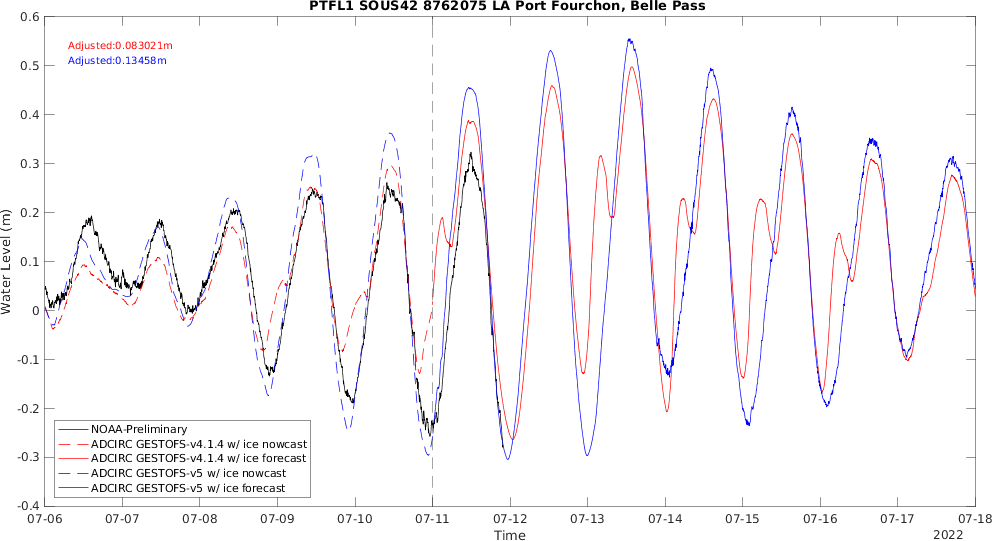 PTFL1 SOUS42 8762075 LA Port Fourchon, Belle Pass
0.6
Adjusted:0.083021m
0.5
Adjusted:0.13458m
0.4
0.3
0.2
0.1
0
-0.1
-0.2
-0.3
-0.4
Water Level (m)
NOAA-Preliminary
ADCIRC GESTOFS-v4.1.4 w/ ice nowcast
ADCIRC GESTOFS-v4.1.4 w/ ice forecast
ADCIRC GESTOFS-v5 w/ ice nowcast
ADCIRC GESTOFS-v5 w/ ice forecast
07-06 07-07 07-08 07-09 07-10 07-11 07-12 07-13 07-14 07-15 07-16 07-17 07-18
Time
2022